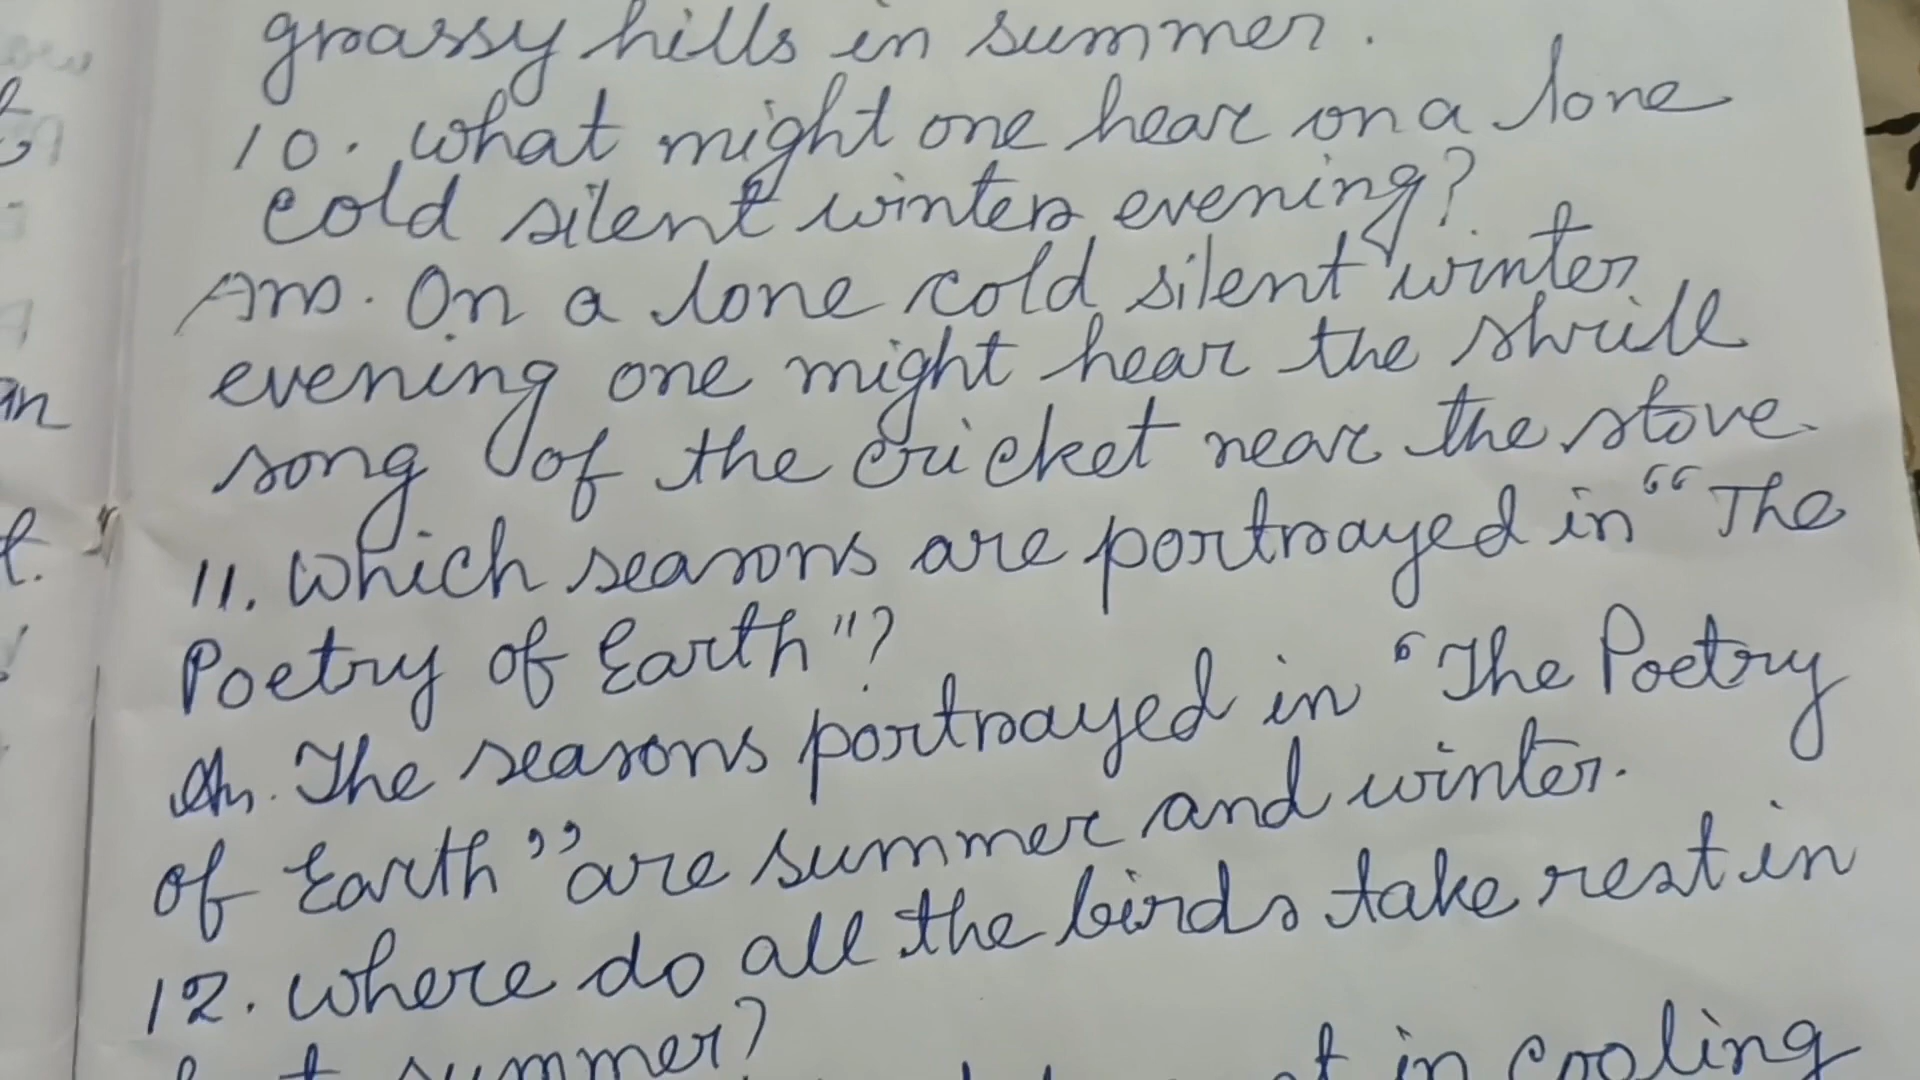 grassy hills in summer.
10. What might one hear on a lone
cold silent winter evening?
Ans. On a lone cold silent winter
evening one might hear the shrill
song of the cricket near the stove.
11. Which seasons are portrayed in “The
Poetry of Earth"?
An. The seasons portrayed in ‘The Poetry
of Earth” are summer and winter.
12. Where do all the birds take rest in
summer?
in cooling